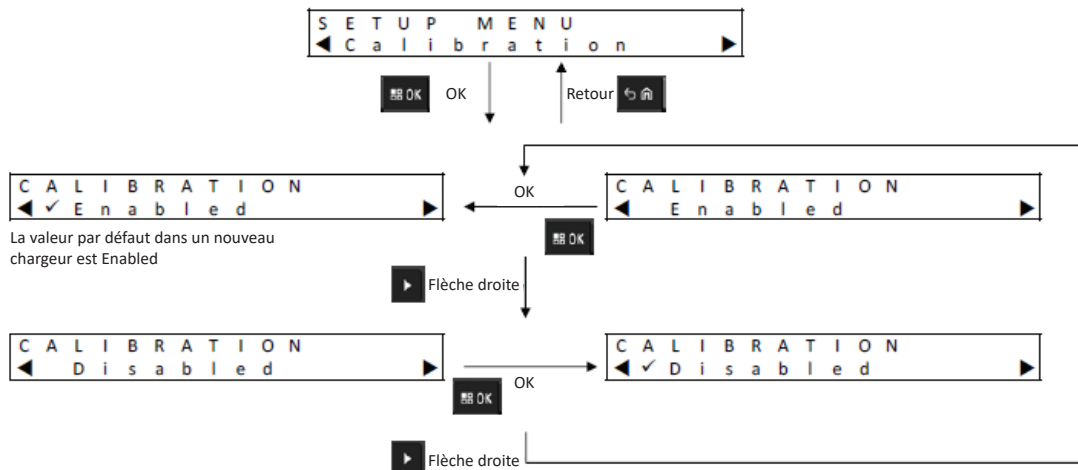 SETUP MENU
◀Calibration ▶
OK OK Retour
OK
CALIBRATION
◀✓Enabled ▶
CALIBRATION
◀ Enabled ▶
La valeur par défaut dans un nouveau
chargeur est Enabled
OK
Flèche droite
CALIBRATION
◀ Disabled ▶
CALIBRATION
◀✓Disabled ▶
OK
OK
Flèche droite